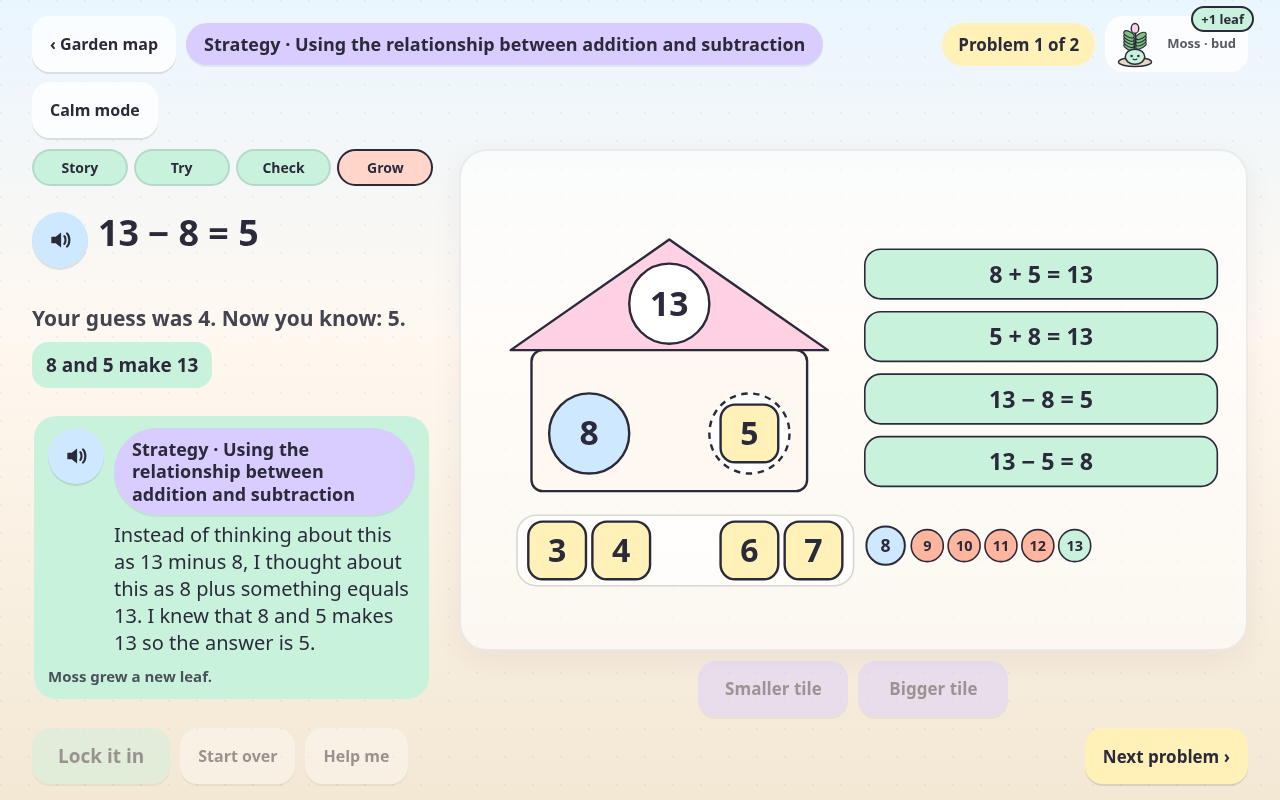 ‹ Garden map
Strategy · Using the relationship between addition and subtraction
Problem 1 of 2
+1 leaf
Moss · bud
Calm mode
Story
Try
Check
Grow
13 − 8 = 5
Your guess was 4. Now you know: 5.
8 and 5 make 13
Strategy · Using the
relationship between
addition and subtraction
Instead of thinking about this
as 13 minus 8, I thought about
this as 8 plus something equals
13. I knew that 8 and 5 makes
13 so the answer is 5.
Moss grew a new leaf.
13
8
5
3 4 6 7
8 + 5 = 13
5 + 8 = 13
13 − 8 = 5
13 − 5 = 8
8 9 10 11 12 13
Smaller tile
Bigger tile
Lock it in
Start over
Help me
Next problem ›